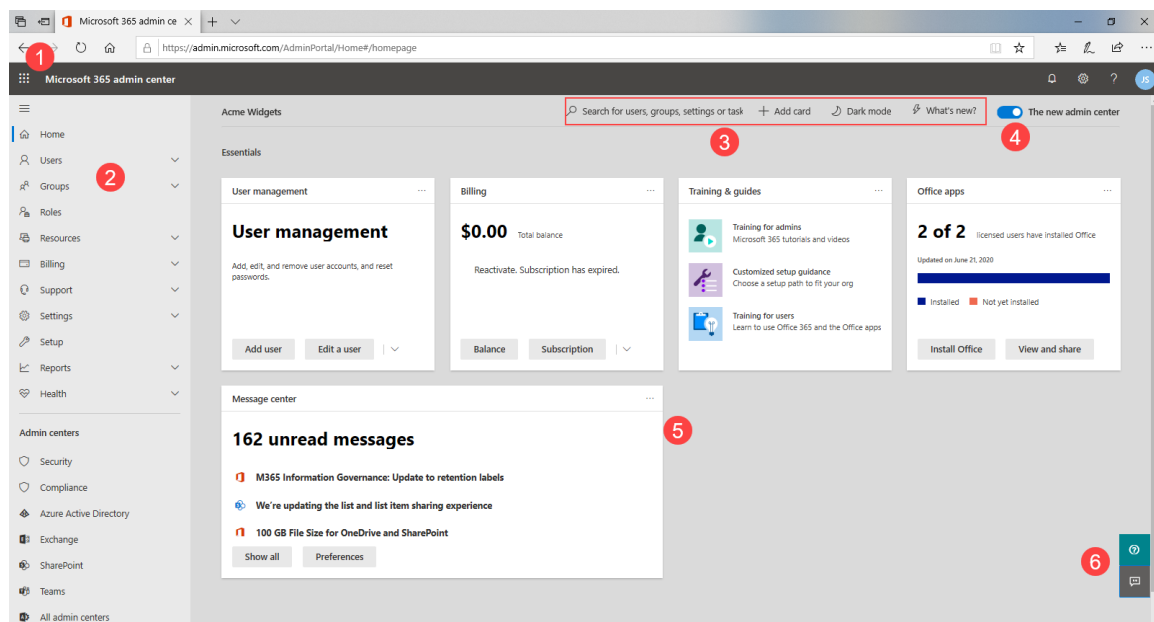 Microsoft 365 admin ce
https://admin.microsoft.com/AdminPortal/Home#/homepage
1
Microsoft 365 admin center
?
JS
Home
Users
Groups
2
Roles
Resources
Billing
Support
Settings
Setup
Reports
Health
Admin centers
Security
Compliance
Azure Active Directory
Exchange
SharePoint
Teams
All admin centers
Acme Widgets
Search for users, groups, settings or task
Add card
Dark mode
What's new?
The new admin center
3
4
Essentials
User management
User management
Add, edit, and remove user accounts, and reset
passwords.
Add user
Edit a user
Billing
$0.00 Total balance
Reactivate. Subscription has expired.
Balance
Subscription
Training & guides
Training for admins
Microsoft 365 tutorials and videos
Customized setup guidance
Choose a setup path to fit your org
Training for users
Learn to use Office 365 and the Office apps
Office apps
2 of 2 licensed users have installed Office
Updated on June 21, 2020
Installed
Not yet installed
Install Office
View and share
Message center
162 unread messages
5
M365 Information Governance: Update to retention labels
We're updating the list and list item sharing experience
100 GB File Size for OneDrive and SharePoint
Show all
Preferences
6